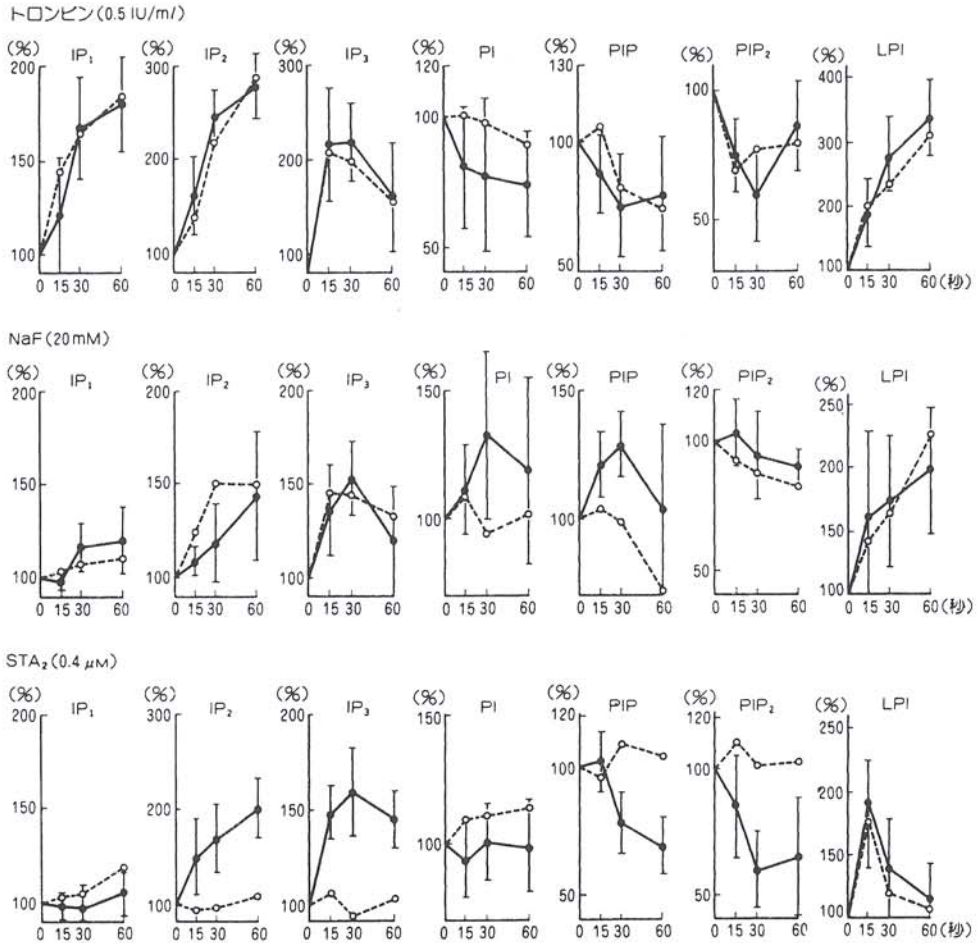 トロンビン(0.5 IU/ml)
(%) IP₁ (%) IP₂ (%) IP₃ (%) PI (%) PIP (%) PIP₂ (%) LPI
200 300 300 120 130 100 400
150 200 200 100 100 50 300
100 100 100 50 50 200
100
0 15 30 60 0 15 30 60 0 15 30 60 0 15 30 60 0 15 30 60 0 15 30 60 0 15 30 60 (秒)
NaF(20mM)
(%) IP₁ (%) IP₂ (%) IP₃ (%) PI (%) PIP (%) PIP₂ (%) LPI
200 200 200 150 150 120 250
150 150 150 100 100 100 200
100 100 100 50 150
100
0 15 30 60 0 15 30 60 0 15 30 60 0 15 30 60 0 15 30 60 0 15 30 60 0 15 30 60 (秒)
STA₂(0.4 μM)
(%) IP₁ (%) IP₂ (%) IP₃ (%) PI (%) PIP (%) PIP₂ (%) LPI
200 300 200 150 120 120 250
150 200 150 100 100 100 200
100 100 100 50 50 150
100
0 15 30 60 0 15 30 60 0 15 30 60 0 15 30 60 0 15 30 60 0 15 30 60 0 15 30 60 (秒)